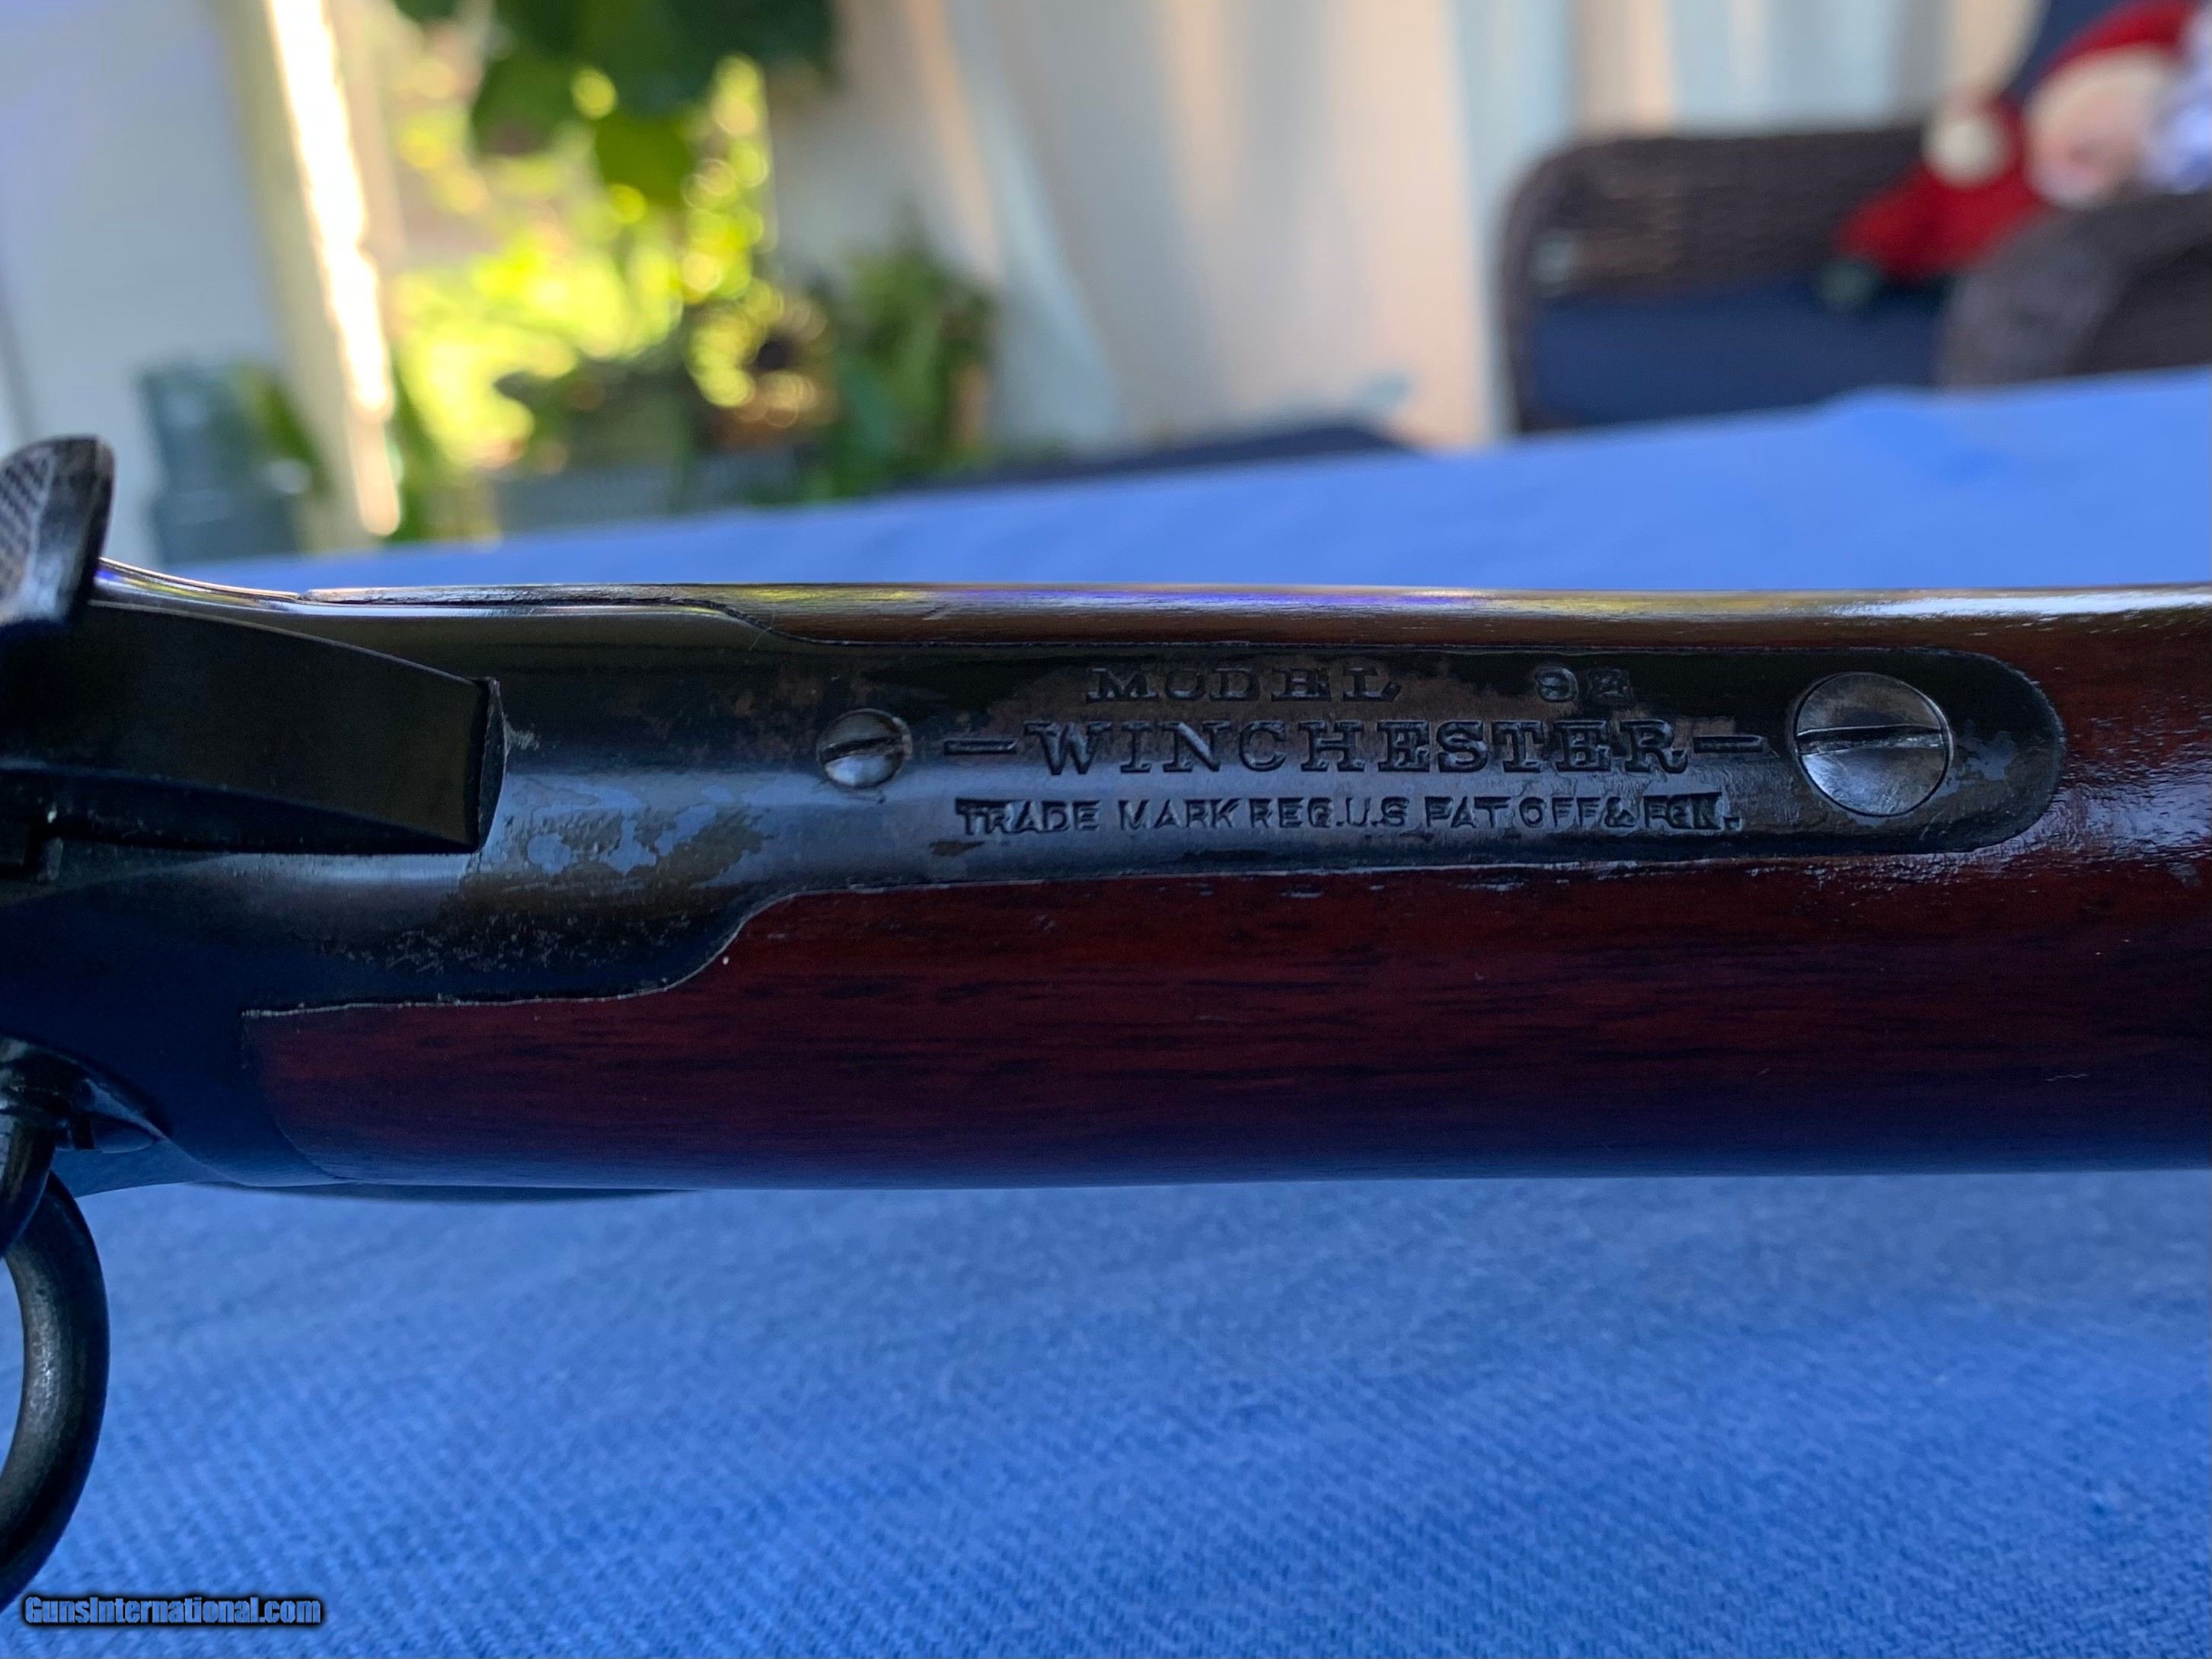 MODEL 92
—WINCHESTER—
TRADE MARK REG.U.S PAT.OFF & FGN.
GunsInternational.com